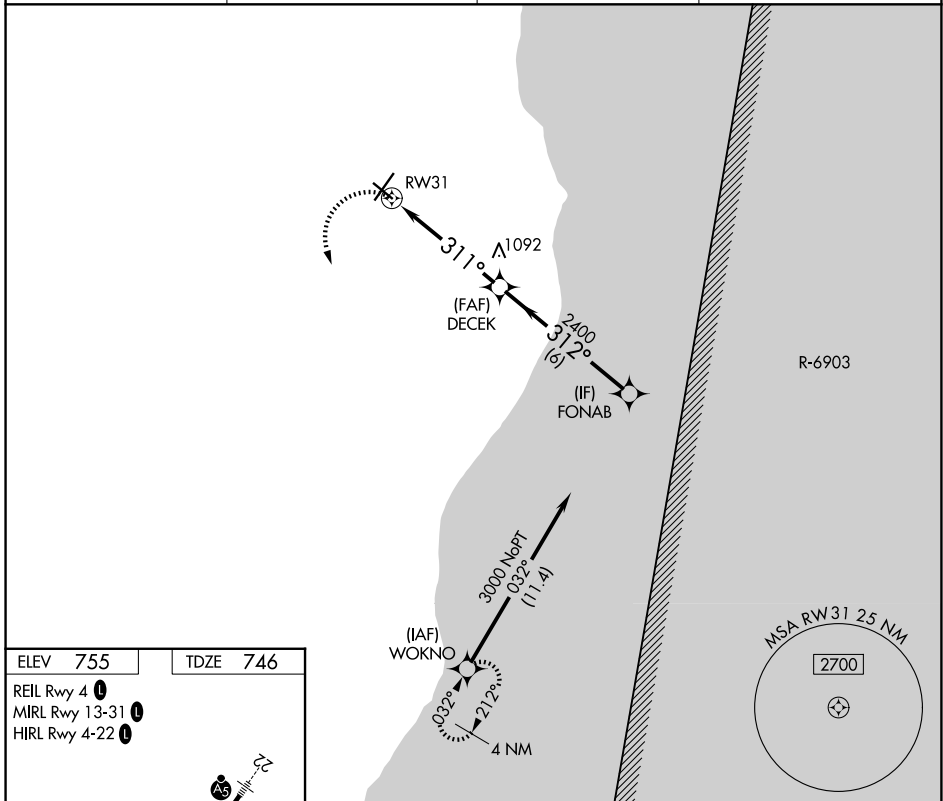 RW31
311°
1092
(FAF)
DECEK
2400
312°
(6)
(IF)
FONAB
R-6903
3000 NoPT
032°
(11.4)
(IAF)
WOKNO
032°
212°
4 NM
MSA RW31 25 NM
2700
ELEV 755
TDZE 746
REIL Rwy 4 L
MIRL Rwy 13-31 L
HIRL Rwy 4-22 L
22
A5